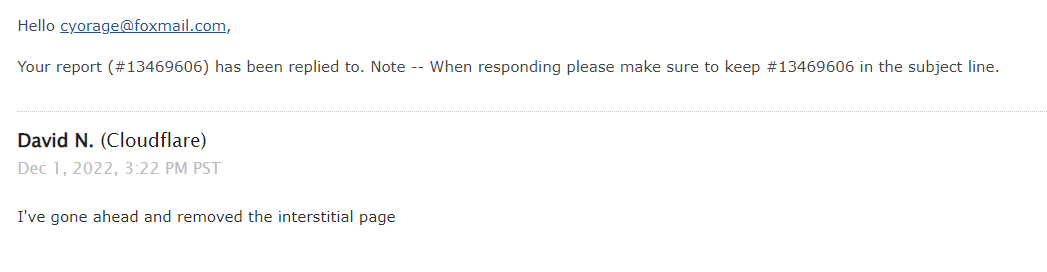 Hello cyorage@foxmail.com,
Your report (#13469606) has been replied to. Note -- When responding please make sure to keep #13469606 in the subject line.
David N. (Cloudflare)
Dec 1, 2022, 3:22 PM PST
I've gone ahead and removed the interstitial page